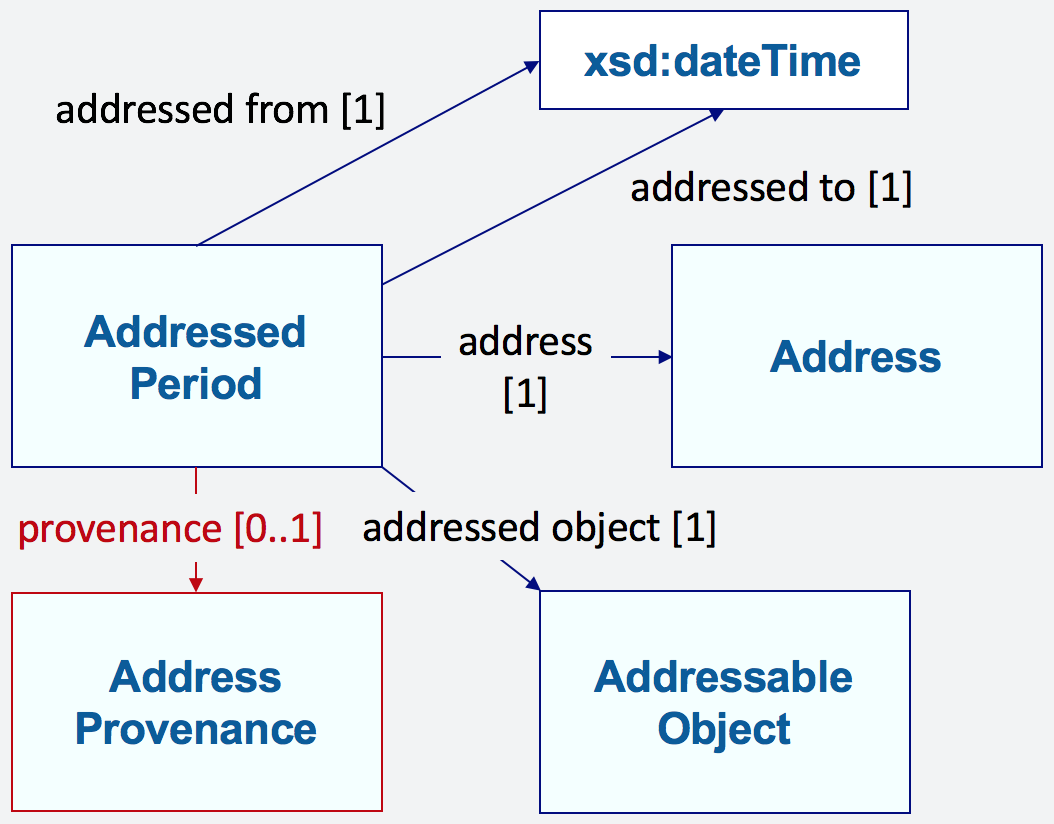 xsd:dateTime
addressed from [1]
addressed to [1]
Addressed
Period
address
[1]
Address
provenance [0..1]
addressed object [1]
Address
Provenance
Addressable
Object